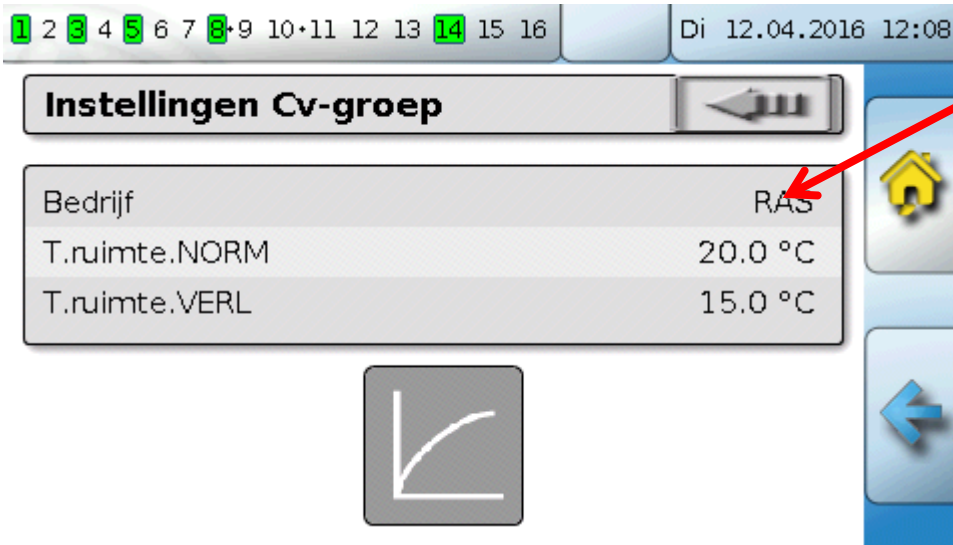 1 2 3 4 5 6 7 8·9 10·11 12 13 14 15 16 Di 12.04.2016 12:08
Instellingen Cv-groep
Bedrijf RAS
T.ruimte.NORM 20.0 °C
T.ruimte.VERL 15.0 °C